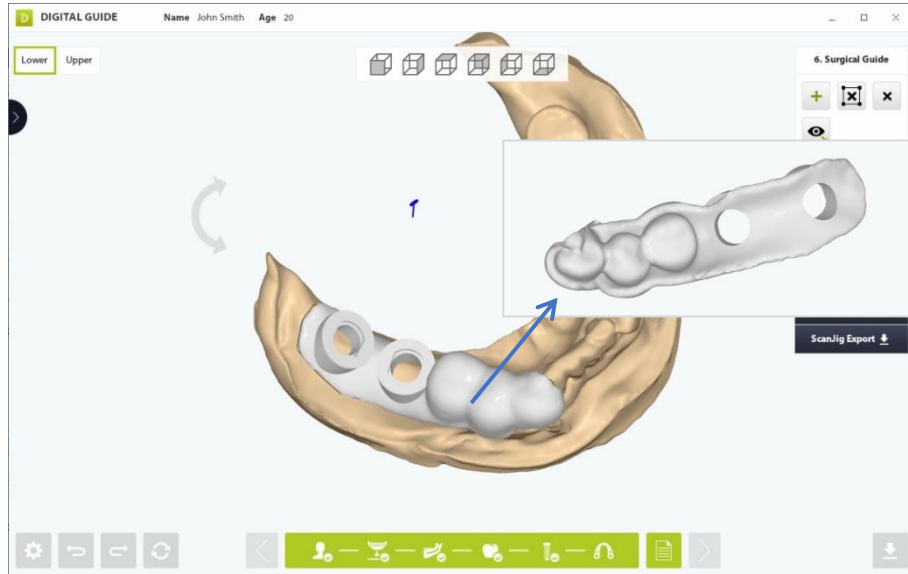 D DIGITAL GUIDE Name John Smith Age 20
Lower Upper
6. Surgical Guide
ScanJig Export